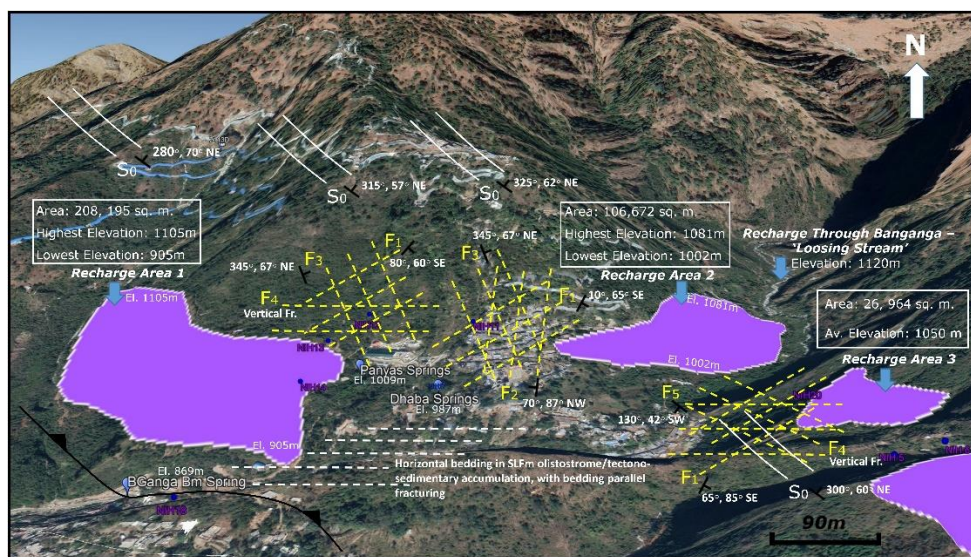 N
280°, 70° NE
S0
315°, 57° NE
S0
325°, 62° NE
S0
Area: 208, 195 sq. m.
Highest Elevation: 1105m
Lowest Elevation: 905m
Recharge Area 1
El. 1105m
Area: 106,672 sq. m.
Highest Elevation: 1081m
Lowest Elevation: 1002m
Recharge Area 2
El. 1081m
El. 1002m
Recharge Through Banganga –
'Loosing Stream'
Elevation: 1120m
Area: 26, 964 sq. m.
Av. Elevation: 1050 m
Recharge Area 3
345°, 67° NE
F3
F1
80°, 60° SE
F4
Vertical Fr.
345°, 67° NE
F3
NIH11
F1
10°, 65° SE
F2
70°, 87° NW
NIH13
Panyas Springs
El. 1009m
Dhaba Springs
El. 987m
El. 905m
F5
130°, 42° SW
F4
Vertical Fr.
F1
65°, 85° SE
S0
300°, 60° NE
Horizontal bedding in SLFm olistostrome/tectono-
sedimentary accumulation, with bedding parallel
fracturing
El. 869m
BGanga Bm Spring
NIH18
90m